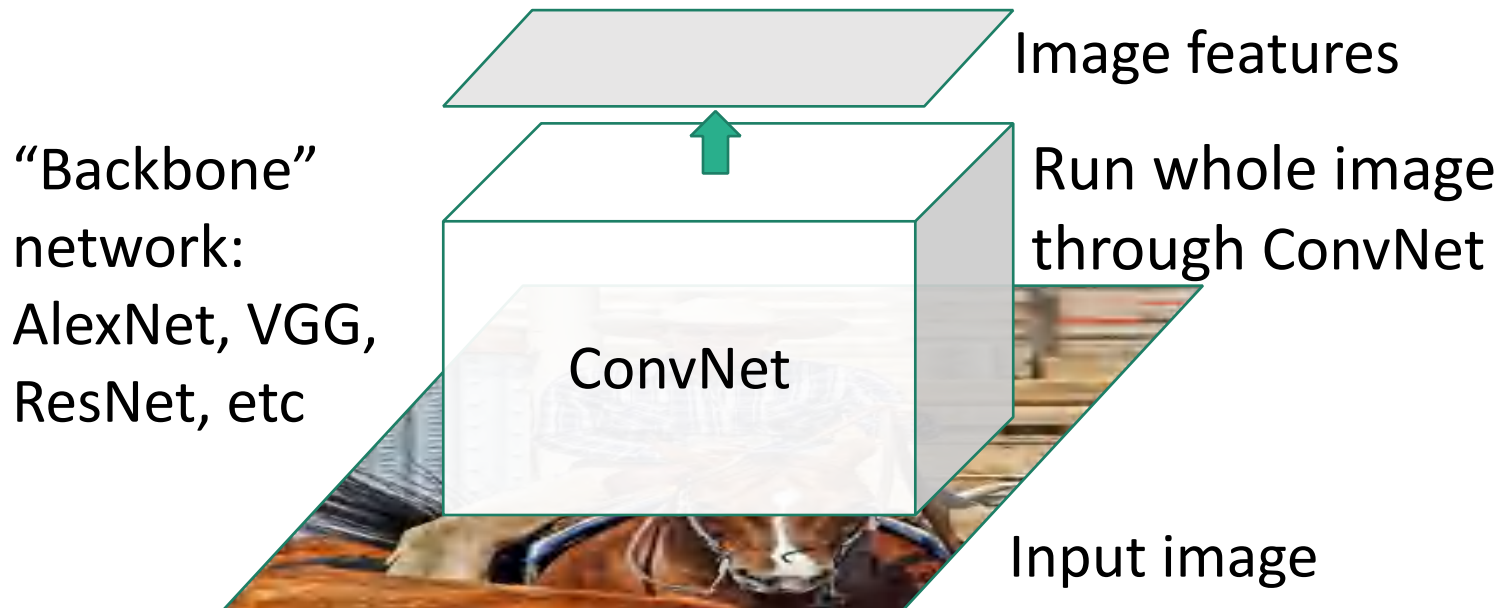 Image features
“Backbone”
network:
AlexNet, VGG,
ResNet, etc
Run whole image
through ConvNet
ConvNet
Input image